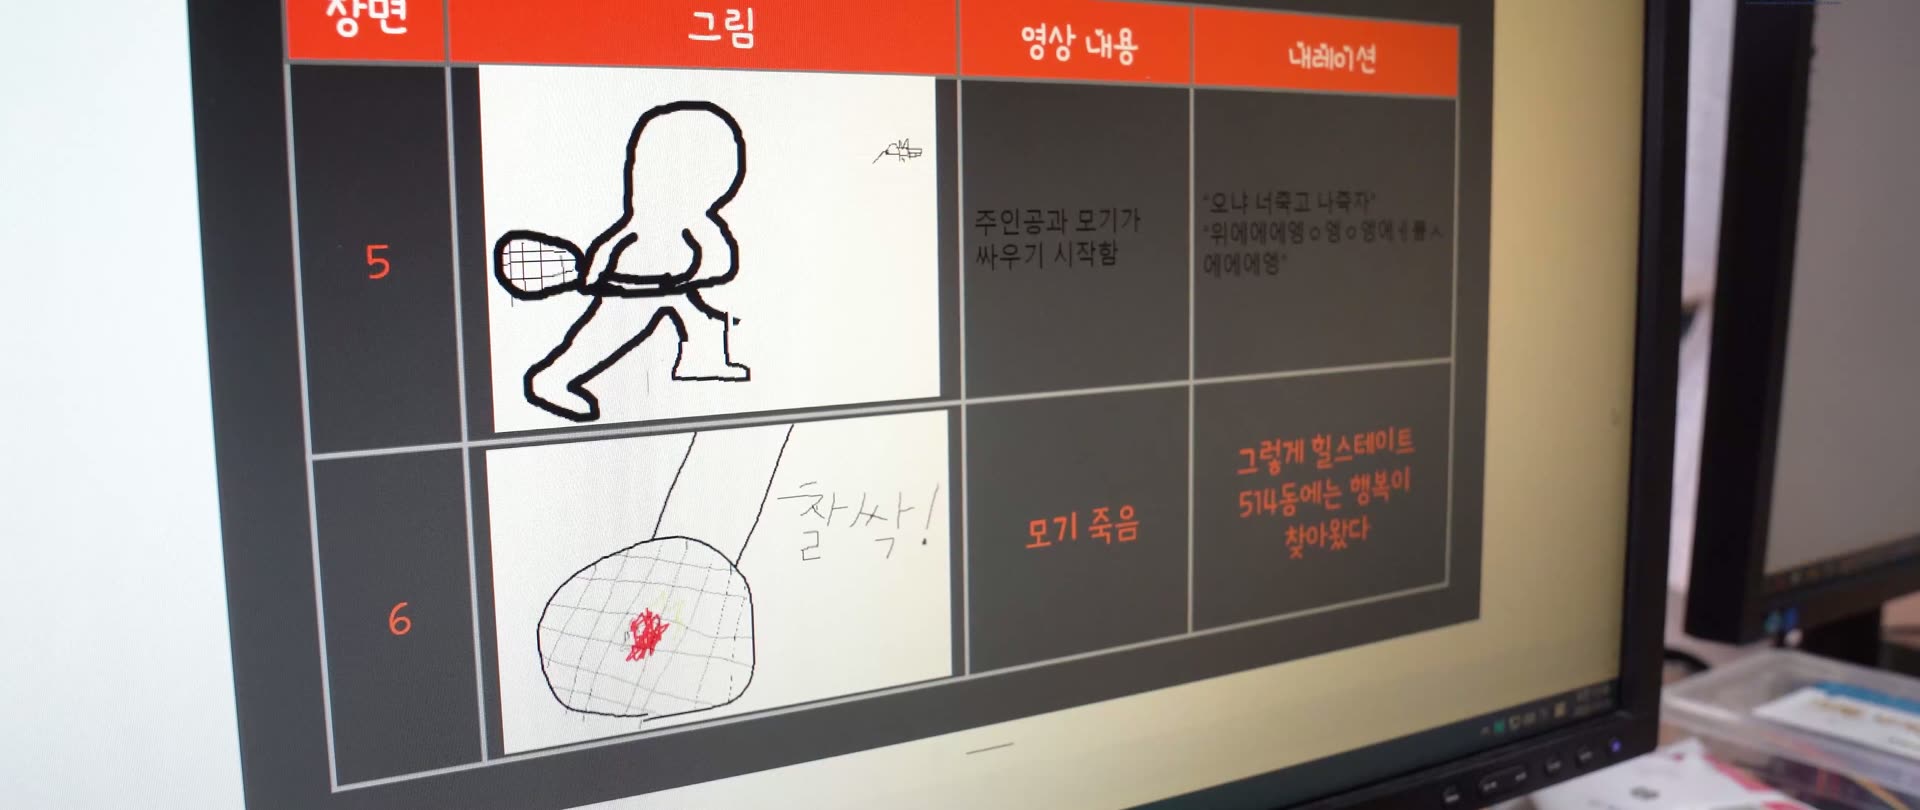 장면
그림
영상 내용
내레이션
5
주인공과 모기가
싸우기 시작함
"오냐 너죽고 나죽자"
에에에엥"
6
찰싹!
모기 죽음
그렇게 힐스테이트
514동에는 행복이
찾아왔다